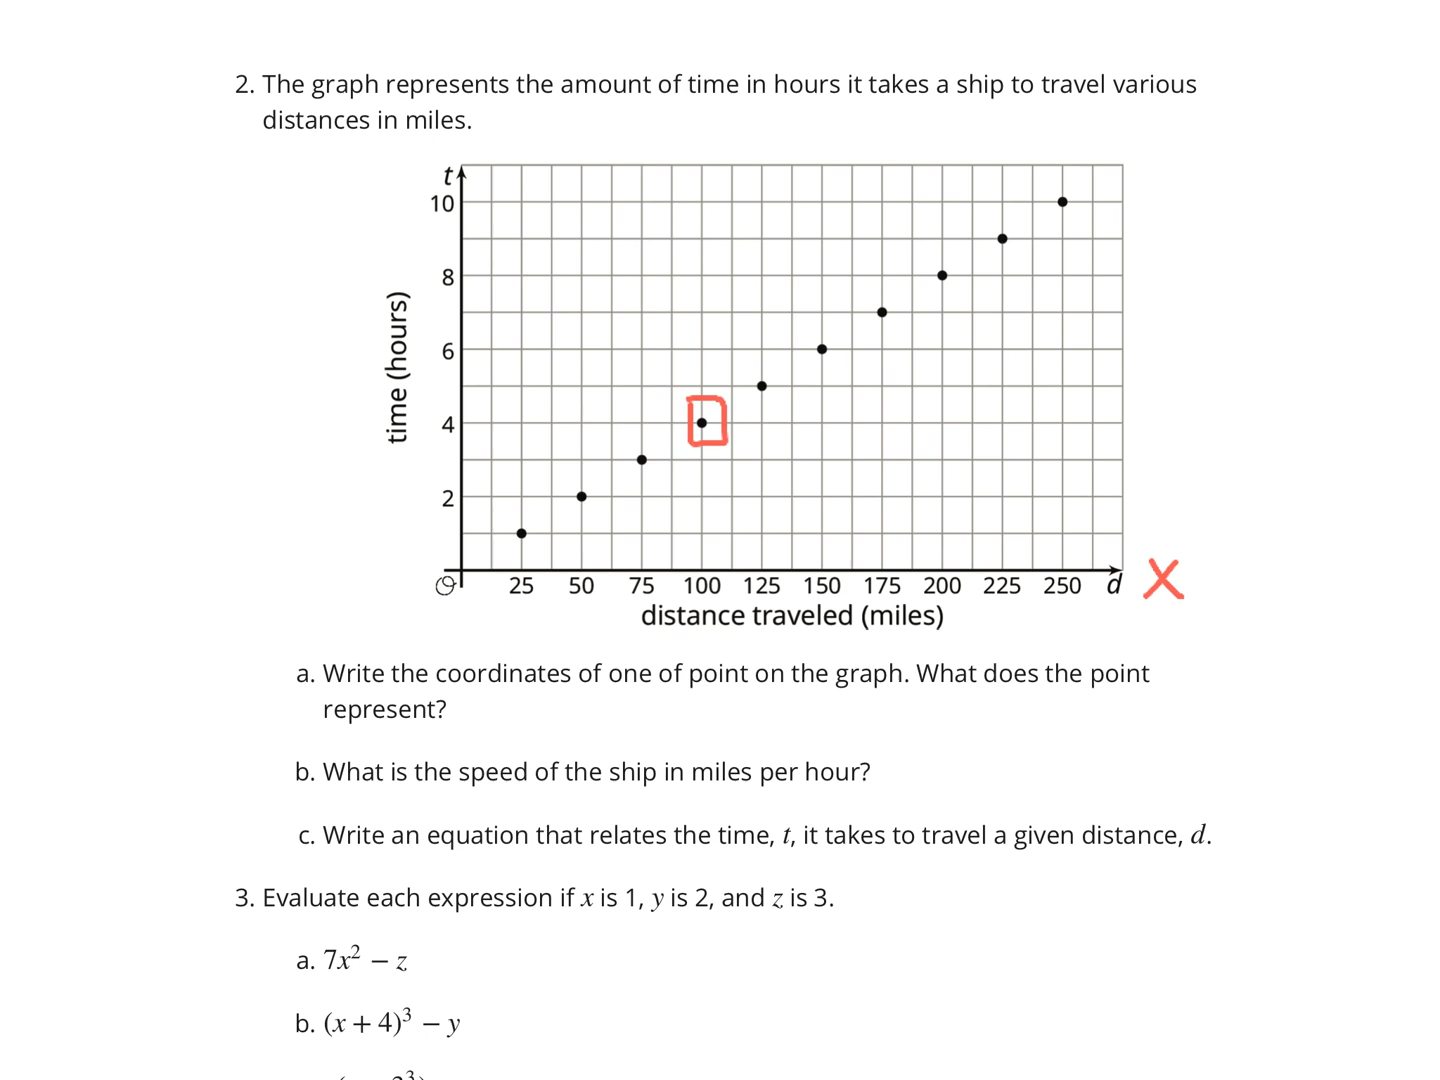 2. The graph represents the amount of time in hours it takes a ship to travel various
distances in miles.
t
10
8
6
4
2
time (hours)
O 25 50 75 100 125 150 175 200 225 250 d X
distance traveled (miles)
a. Write the coordinates of one of point on the graph. What does the point
represent?
b. What is the speed of the ship in miles per hour?
c. Write an equation that relates the time, t, it takes to travel a given distance, d.
3. Evaluate each expression if x is 1, y is 2, and z is 3.
a. 7x² − z
b. (x + 4)³ − y